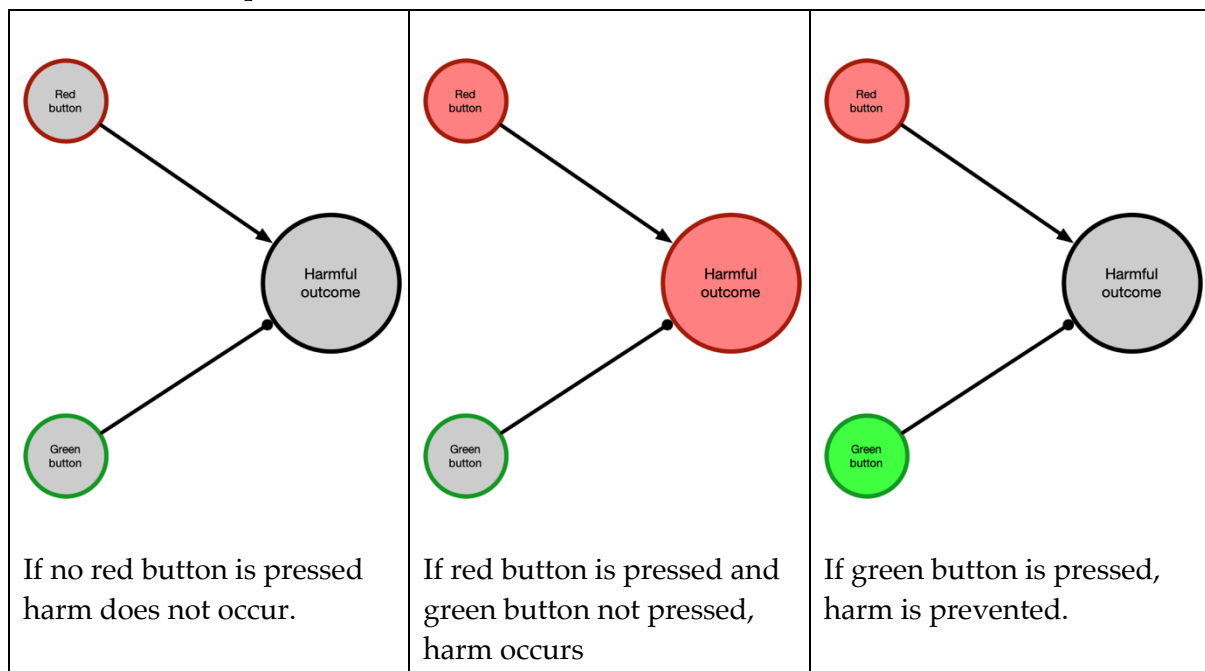 Red
button
Harmful
outcome
Green
button
If no red button is pressed
harm does not occur.
Red
button
Harmful
outcome
Green
button
If red button is pressed and
green button not pressed,
harm occurs
Red
button
Harmful
outcome
Green
button
If green button is pressed,
harm is prevented.